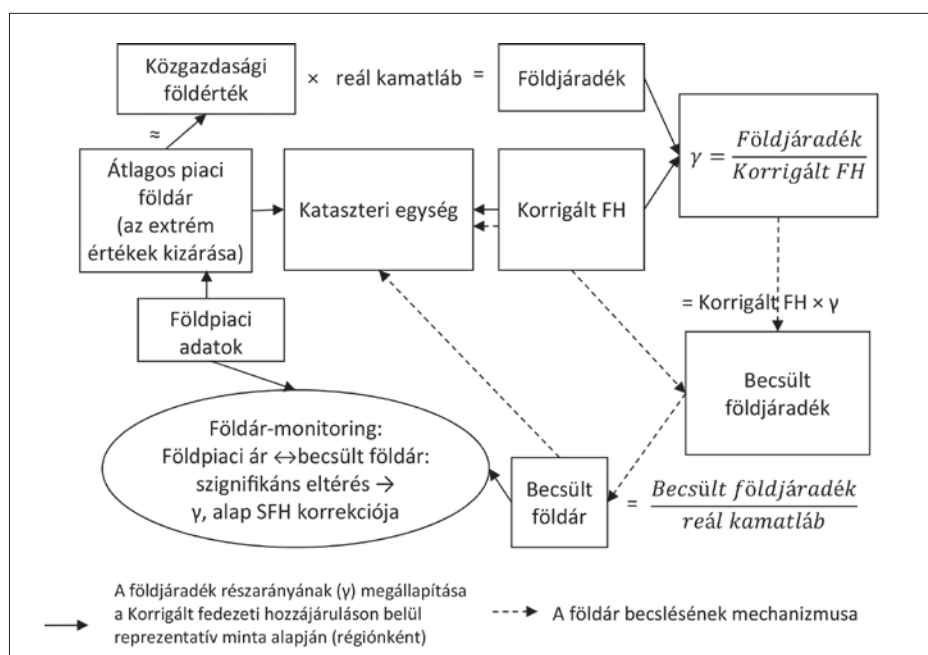 Közgazdasági
földérték
× reál kamatláb =
Földjáradék
≈
γ = Földjáradék / Korrigált FH
Átlagos piaci
földár
(az extrém
értékek kizárása)
Kataszteri egység
Korrigált FH
Földpiaci
adatok
= Korrigált FH × γ
Becsült
földjáradék
Földár-monitoring:
Földpiaci ár ↔becsült földár:
szignifikáns eltérés →
γ, alap SFH korrekciója
Becsült
földár
= Becsült földjáradék / reál kamatláb
A földjáradék részarányának (γ) megállapítása
a Korrigált fedezeti hozzájáruláson belül
reprezentatív minta alapján (régiónként)
A földár becslésének mechanizmusa